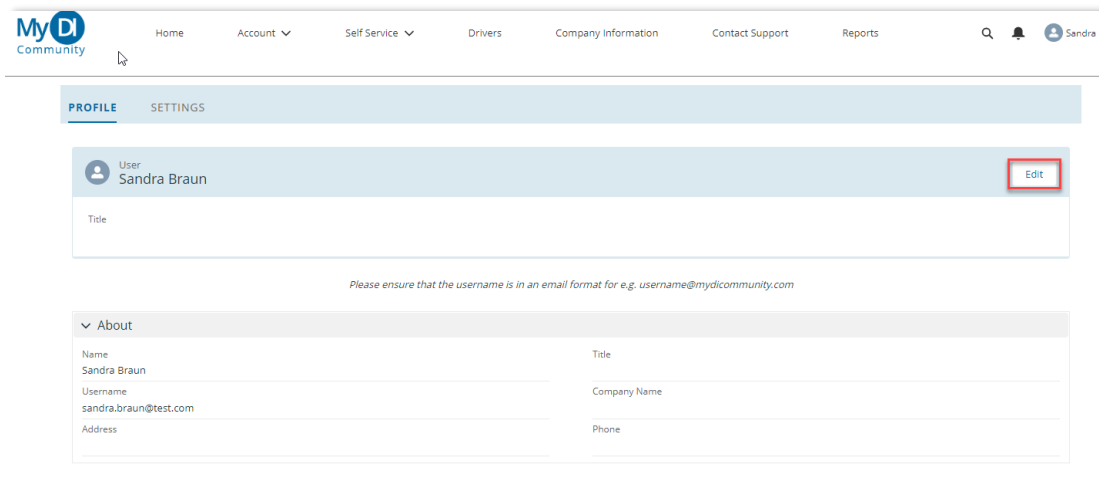 My DI
Community
Home Account Self Service Drivers Company Information Contact Support Reports Sandra
PROFILE SETTINGS
User
Sandra Braun
Edit
Title
Please ensure that the username is in an email format for e.g. username@mydicommunity.com
About
Name Title
Sandra Braun
Username Company Name
sandra.braun@test.com
Address Phone